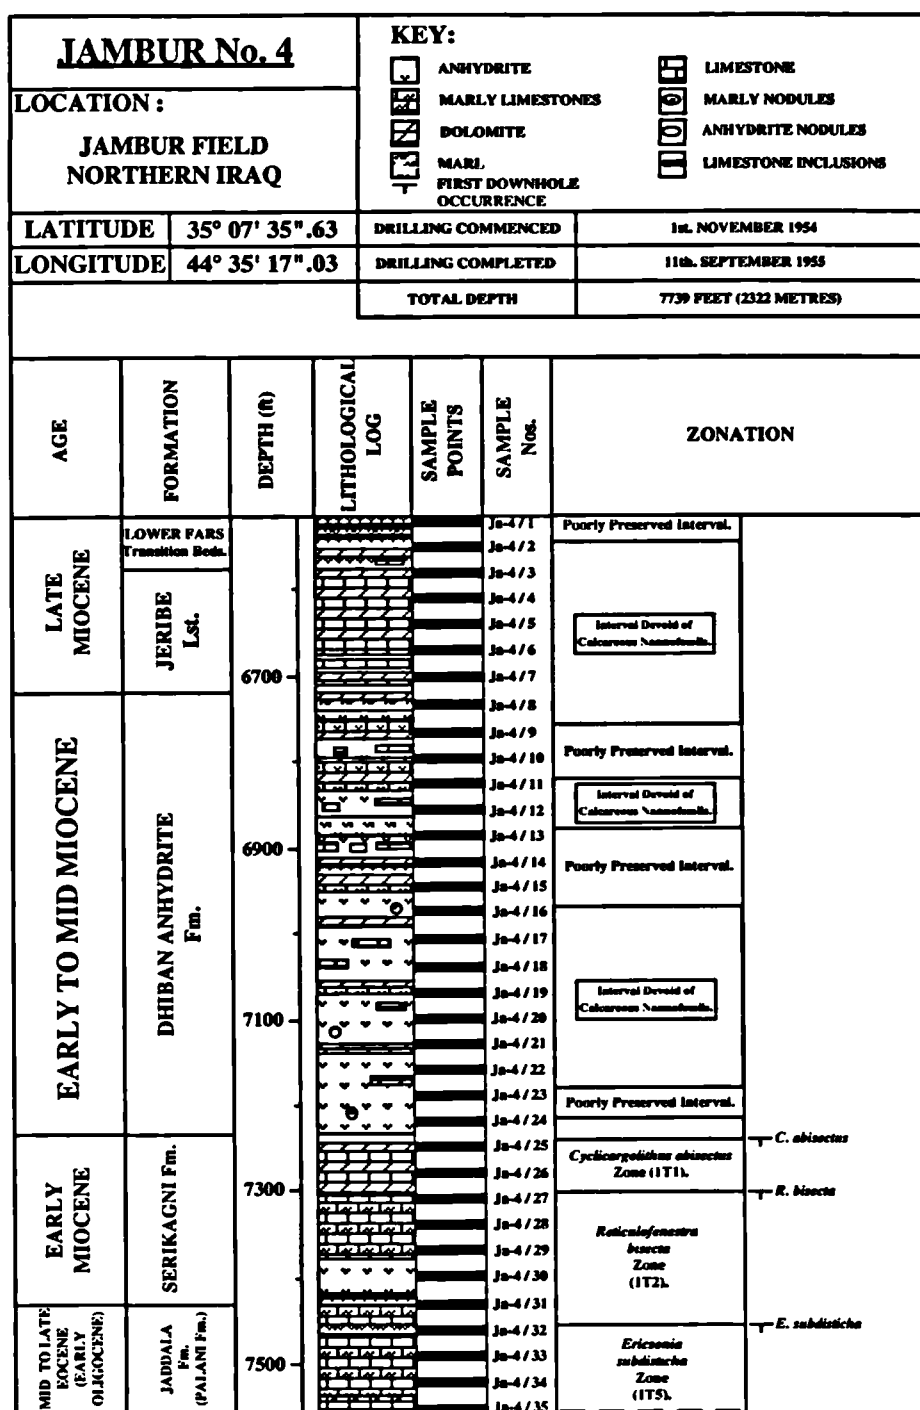 JAMBUR No. 4
LOCATION :
JAMBUR FIELD
NORTHERN IRAQ
KEY:
ANHYDRITE
MARLY LIMESTONES
DOLOMITE
MARL
FIRST DOWNHOLE
OCCURRENCE
LIMESTONE
MARLY NODULES
ANHYDRITE NODULES
LIMESTONE INCLUSIONS
LATITUDE 35° 07' 35".63
LONGITUDE 44° 35' 17".03
DRILLING COMMENCED 1st. NOVEMBER 1954
DRILLING COMPLETED 11th. SEPTEMBER 1955
TOTAL DEPTH 7739 FEET (2322 METRES)
AGE
FORMATION
DEPTH (ft)
LITHOLOGICAL
LOG
SAMPLE
POINTS
SAMPLE
Nos.
ZONATION
LATE
MIOCENE
EARLY TO MID MIOCENE
EARLY
MIOCENE
MID TO LATE
EOCENE
(EARLY
OLIGOCENE)
LOWER FARS
Transition Beds.
JERIBE
Lst.
DHIBAN ANHYDRITE
Fm.
SERIKAGNI Fm.
JADDALA
Fm.
(PALANI Fm.)
6700
6900
7100
7300
7500
Ja-4 / 1
Ja-4 / 2
Ja-4 / 3
Ja-4 / 4
Ja-4 / 5
Ja-4 / 6
Ja-4 / 7
Ja-4 / 8
Ja-4 / 9
Ja-4 / 10
Ja-4 / 11
Ja-4 / 12
Ja-4 / 13
Ja-4 / 14
Ja-4 / 15
Ja-4 / 16
Ja-4 / 17
Ja-4 / 18
Ja-4 / 19
Ja-4 / 20
Ja-4 / 21
Ja-4 / 22
Ja-4 / 23
Ja-4 / 24
Ja-4 / 25
Ja-4 / 26
Ja-4 / 27
Ja-4 / 28
Ja-4 / 29
Ja-4 / 30
Ja-4 / 31
Ja-4 / 32
Ja-4 / 33
Ja-4 / 34
Ja-4 / 35
Poorly Preserved Interval.
Interval Devoid of
Calcareous Nannofossils.
Poorly Preserved Interval.
Interval Devoid of
Calcareous Nannofossils.
Poorly Preserved Interval.
Interval Devoid of
Calcareous Nannofossils.
Poorly Preserved Interval.
Cyclicargolithus abisectus
Zone (1T1).
Reticulofenestra
bisecta
Zone
(1T2).
Ericsonia
subdisticha
Zone
(1T5).
C. abisectus
R. bisecta
E. subdisticha